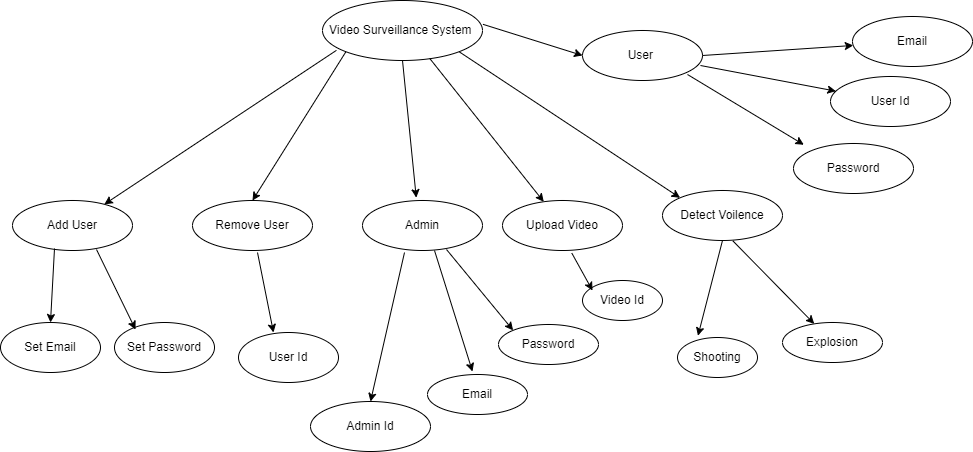 Video Surveillance System
User
Email
User Id
Password
Add User
Remove User
Admin
Upload Video
Detect Voilence
Set Email
Set Password
User Id
Admin Id
Email
Password
Video Id
Shooting
Explosion